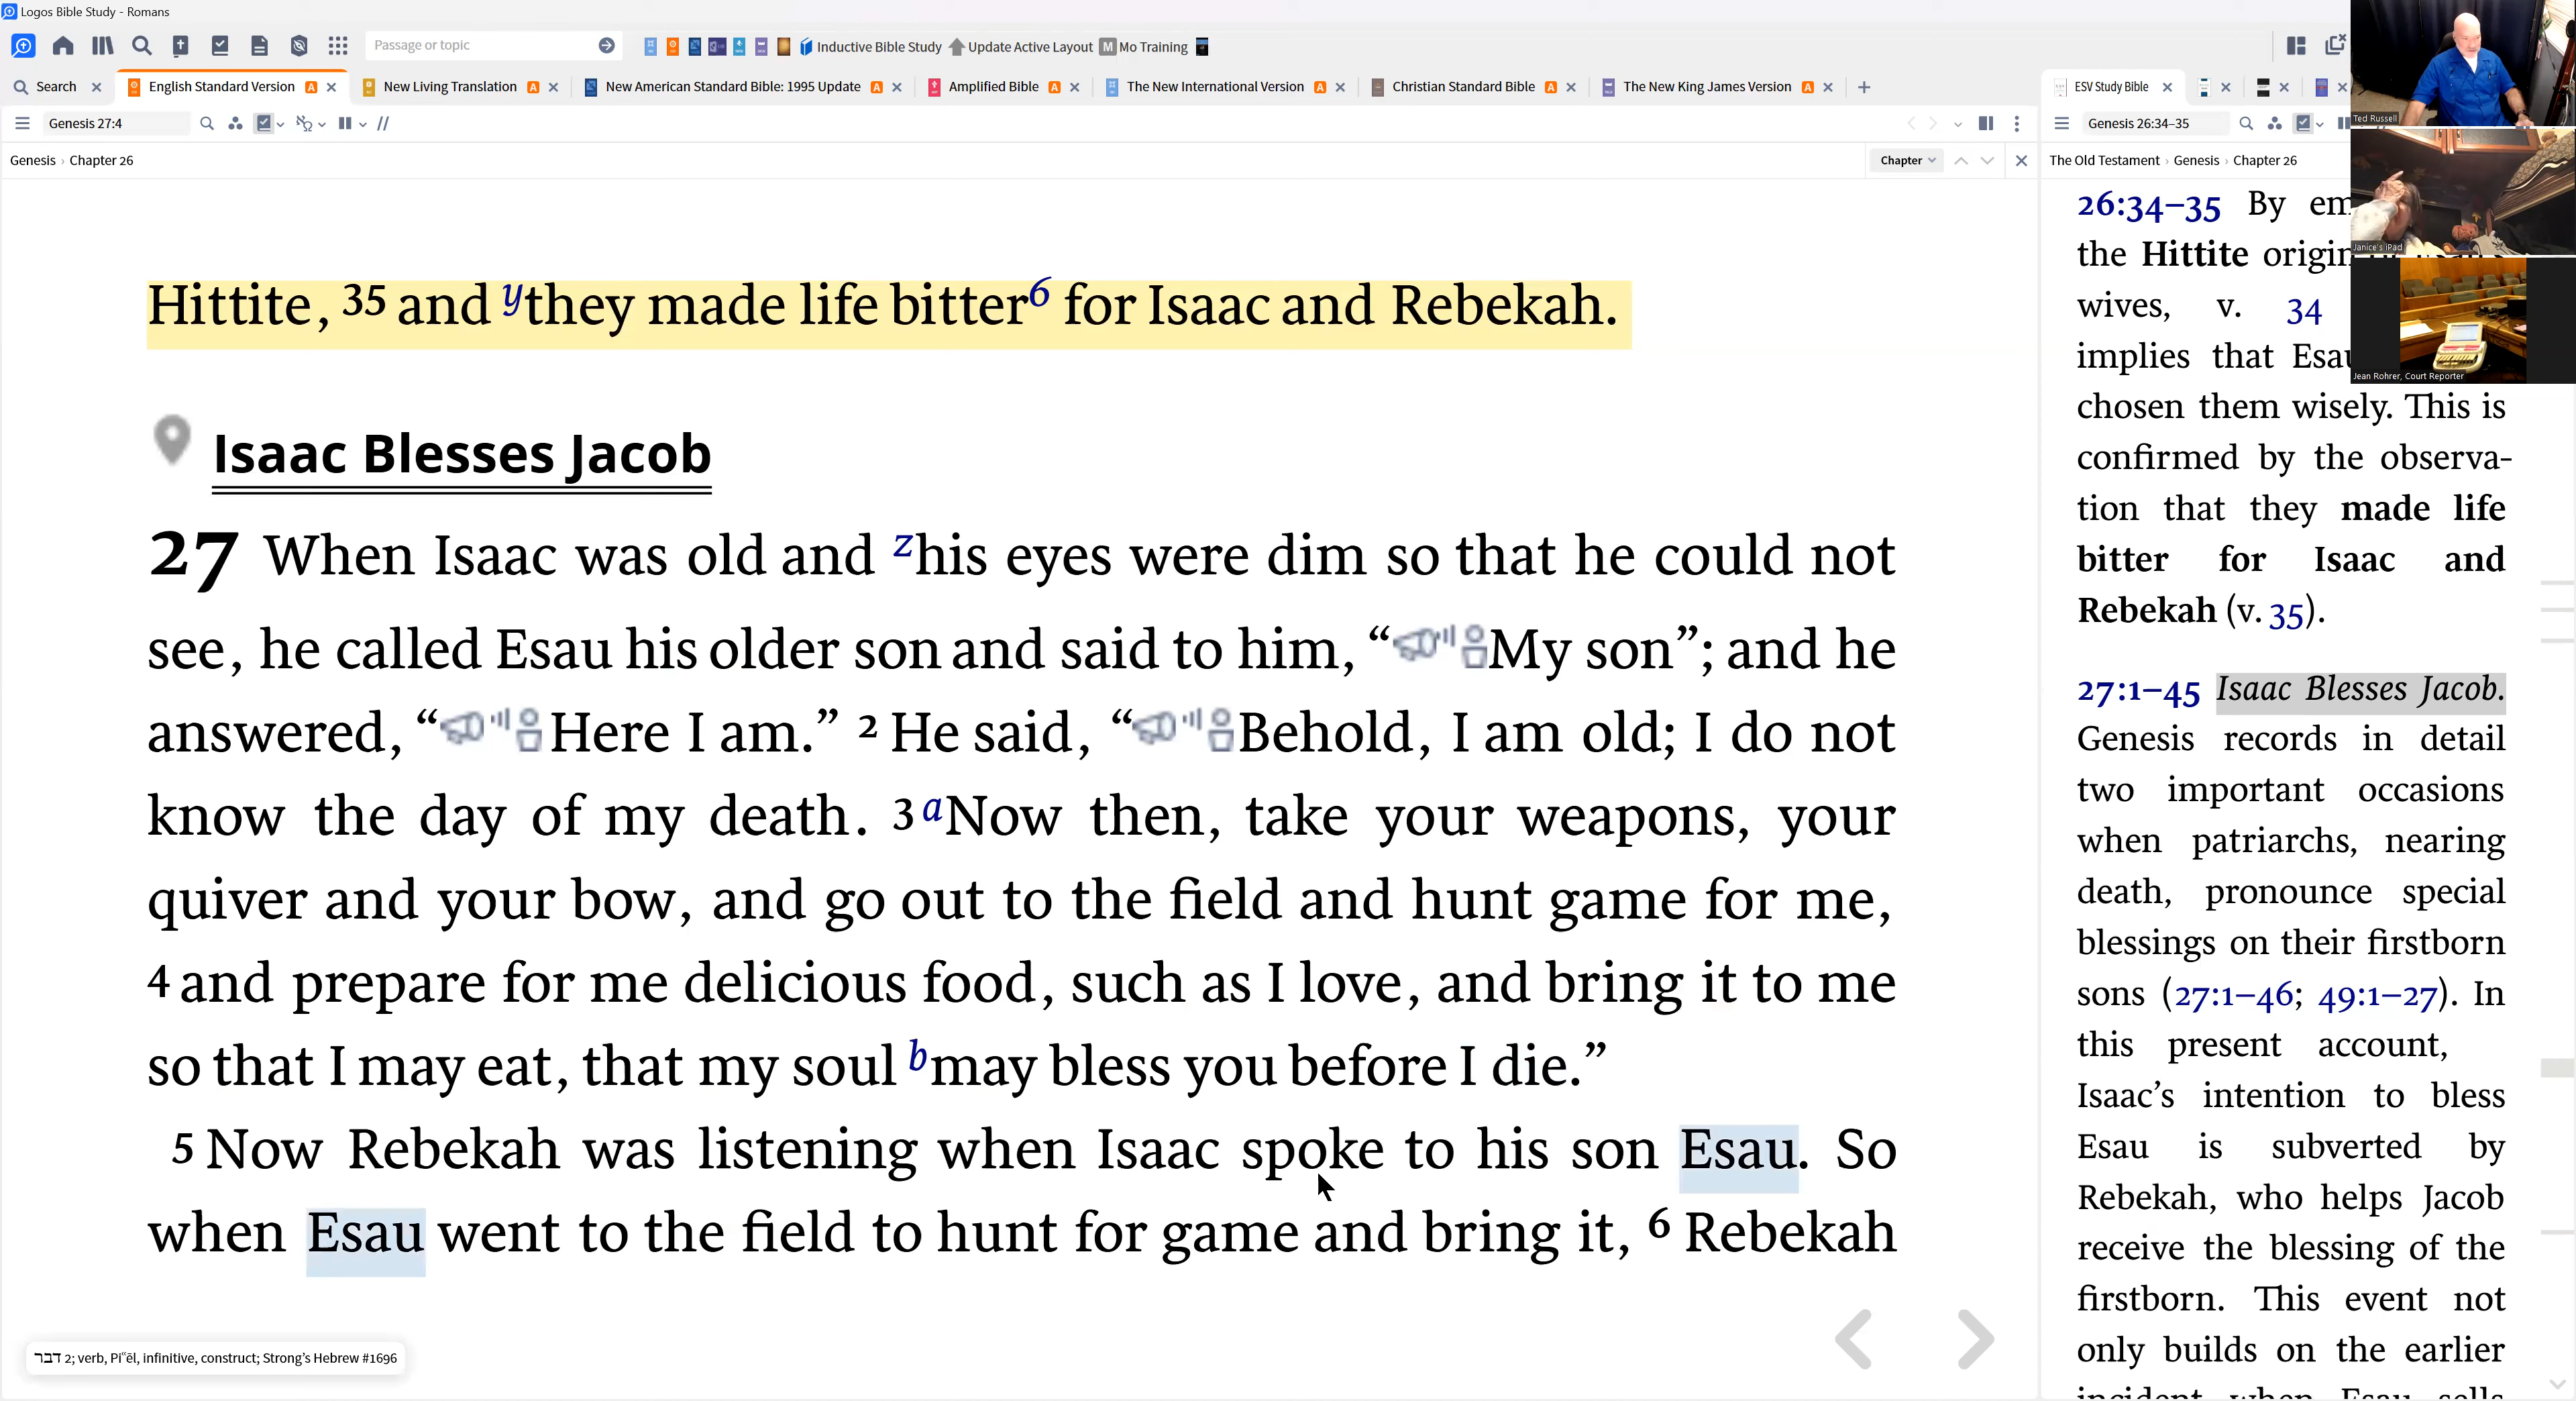 Logos Bible Study - Romans
Passage or topic
Inductive Bible Study Update Active Layout M Mo Training
Search English Standard Version A New Living Translation A New American Standard Bible: 1995 Update A Amplified Bible A The New International Version A Christian Standard Bible A The New King James Version A
ESV Study Bible
Genesis 27:4
Genesis 26:34–35
Genesis › Chapter 26
Chapter
The Old Testament › Genesis › Chapter 26
Hittite, 35 and y they made life bitter6 for Isaac and Rebekah.
Isaac Blesses Jacob
27 When Isaac was old and z his eyes were dim so that he could not
see, he called Esau his older son and said to him, “My son”; and he
answered, “Here I am.” 2 He said, “Behold, I am old; I do not
know the day of my death. 3 a Now then, take your weapons, your
quiver and your bow, and go out to the field and hunt game for me,
4 and prepare for me delicious food, such as I love, and bring it to me
so that I may eat, that my soul b may bless you before I die.”
5 Now Rebekah was listening when Isaac spoke to his son Esau. So
when Esau went to the field to hunt for game and bring it, 6 Rebekah
דבר 2; verb, Piʿʿēl, infinitive, construct; Strong’s Hebrew #1696
26:34–35 By em
the Hittite origin
wives, v. 34
implies that Esau
chosen them wisely. This is
confirmed by the observa-
tion that they made life
bitter for Isaac and
Rebekah (v. 35).
27:1–45 Isaac Blesses Jacob.
Genesis records in detail
two important occasions
when patriarchs, nearing
death, pronounce special
blessings on their firstborn
sons (27:1–46; 49:1–27). In
this present account,
Isaac’s intention to bless
Esau is subverted by
Rebekah, who helps Jacob
receive the blessing of the
firstborn. This event not
only builds on the earlier
incident when Esau sells
Ted Russell
Janice's iPad
Jean Rohrer, Court Reporter